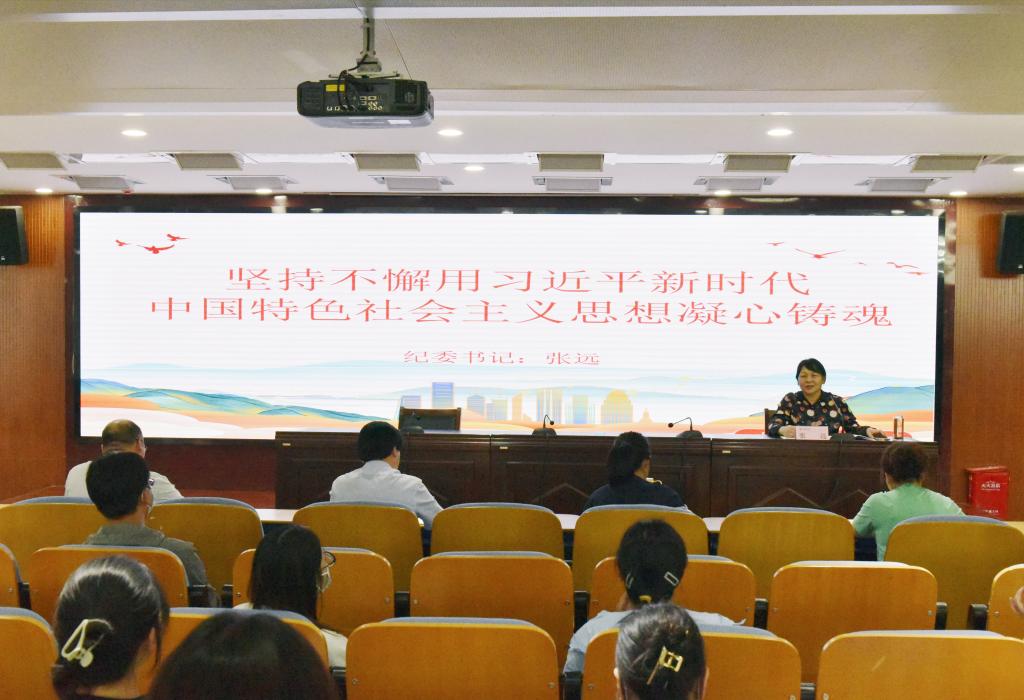 坚持不懈用习近平新时代
中国特色社会主义思想凝心铸魂
纪委书记：张远